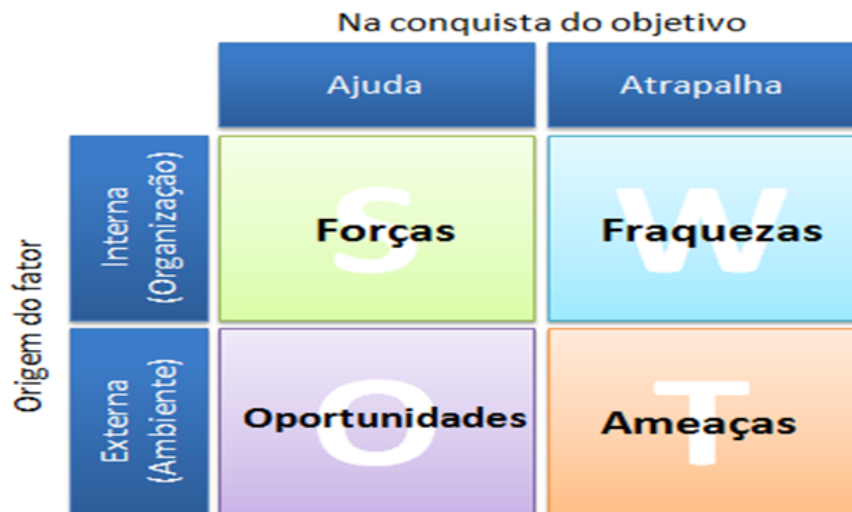 Na conquista do objetivo
Ajuda
Atrapalha
Origem do fator
Interna
(Organização)
S
Forças
W
Fraquezas
Externa
(Ambiente)
O
Oportunidades
T
Ameaças